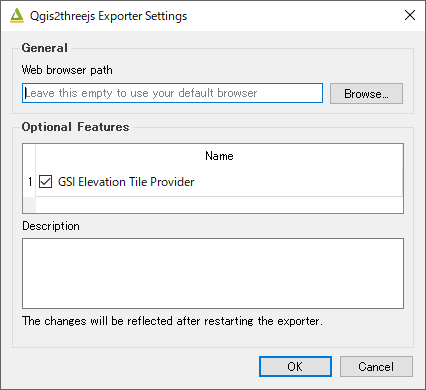 Qgis2threejs Exporter Settings
General
Web browser path
Leave this empty to use your default browser
Browse...
Optional Features
Name
1 GSI Elevation Tile Provider
Description
The changes will be reflected after restarting the exporter.
OK Cancel